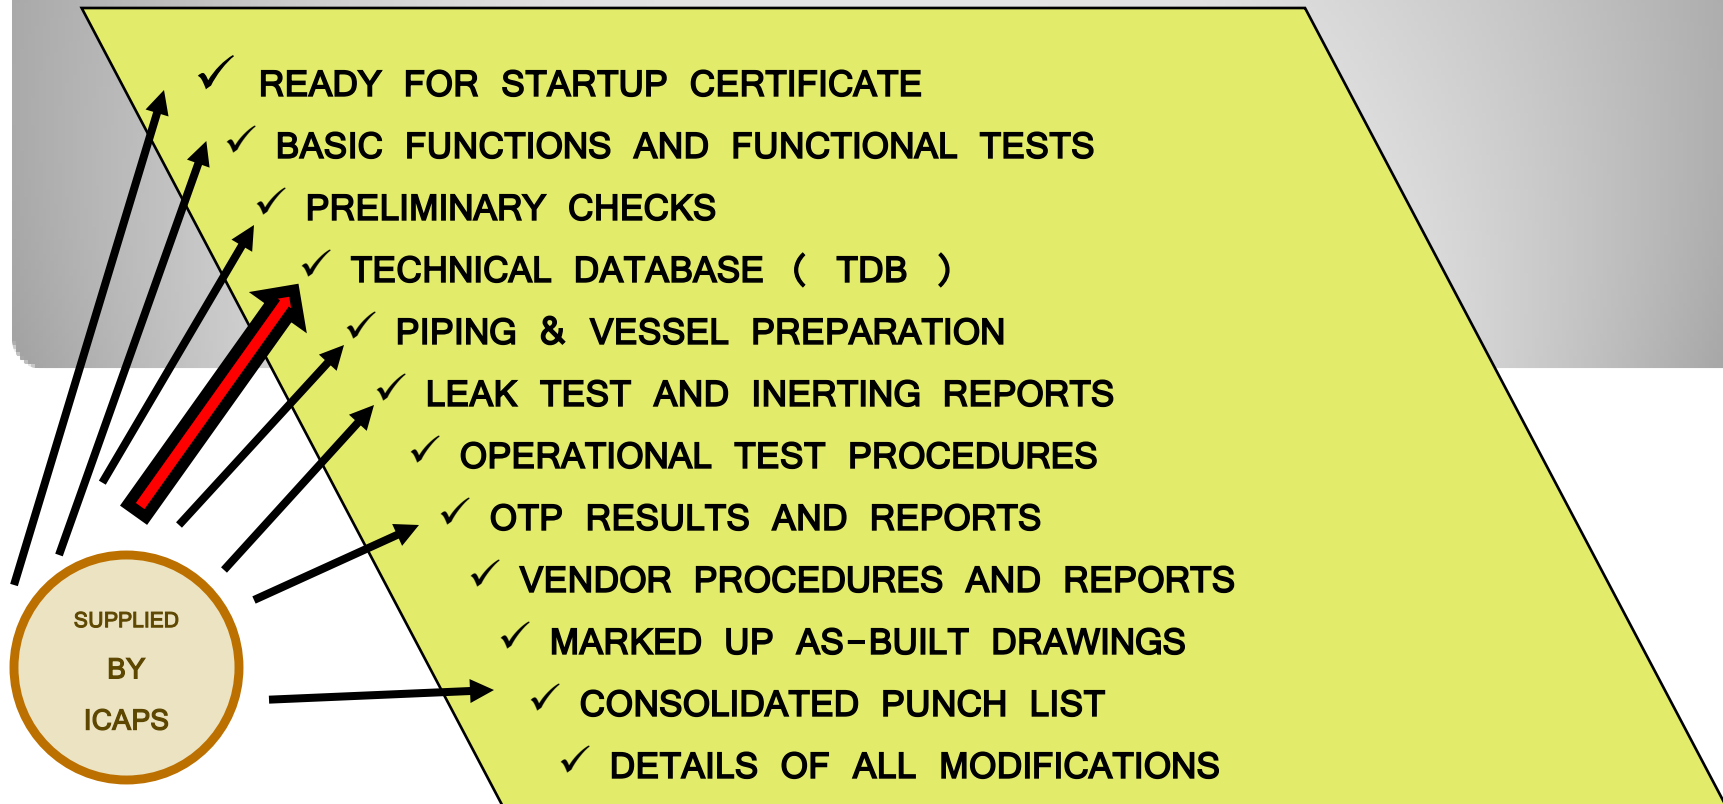 ✓ READY FOR STARTUP CERTIFICATE
✓ BASIC FUNCTIONS AND FUNCTIONAL TESTS
✓ PRELIMINARY CHECKS
✓ TECHNICAL DATABASE ( TDB )
✓ PIPING & VESSEL PREPARATION
✓ LEAK TEST AND INERTING REPORTS
✓ OPERATIONAL TEST PROCEDURES
✓ OTP RESULTS AND REPORTS
✓ VENDOR PROCEDURES AND REPORTS
✓ MARKED UP AS-BUILT DRAWINGS
✓ CONSOLIDATED PUNCH LIST
✓ DETAILS OF ALL MODIFICATIONS
SUPPLIED
BY
ICAPS